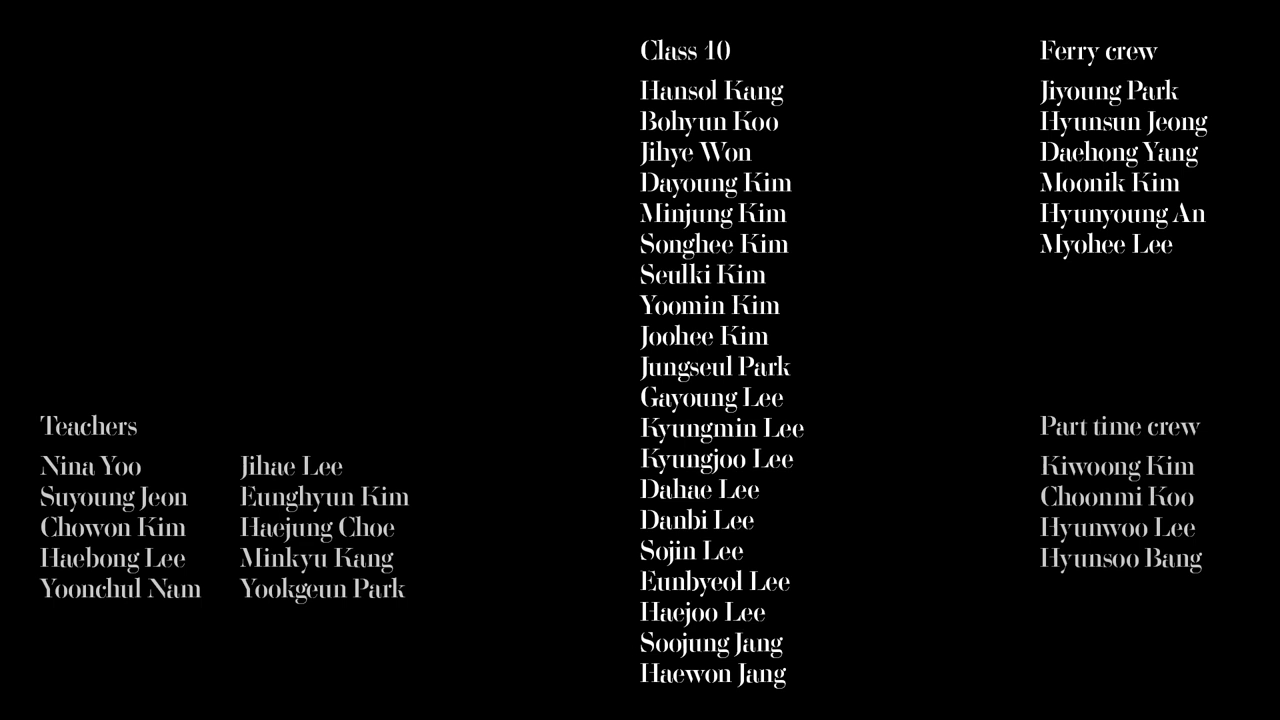 Teachers
Nina Yoo
Suyoung Jeon
Chowon Kim
Haebong Lee
Yoonchul Nam
Jihae Lee
Eunghyun Kim
Haejung Choe
Minkyu Kang
Yookgeun Park
Class 10
Hansol Kang
Bohyun Koo
Jihye Won
Dayoung Kim
Minjung Kim
Songhee Kim
Seulki Kim
Yoomin Kim
Joohee Kim
Jungseul Park
Gayoung Lee
Kyungmin Lee
Kyungjoo Lee
Dahae Lee
Danbi Lee
Sojin Lee
Eunbyeol Lee
Haejoo Lee
Soojung Jang
Haewon Jang
Ferry crew
Jiyoung Park
Hyunsun Jeong
Daehong Yang
Moonik Kim
Hyunyoung An
Myohee Lee
Part time crew
Kiwoong Kim
Choonmi Koo
Hyunwoo Lee
Hyunsoo Bang